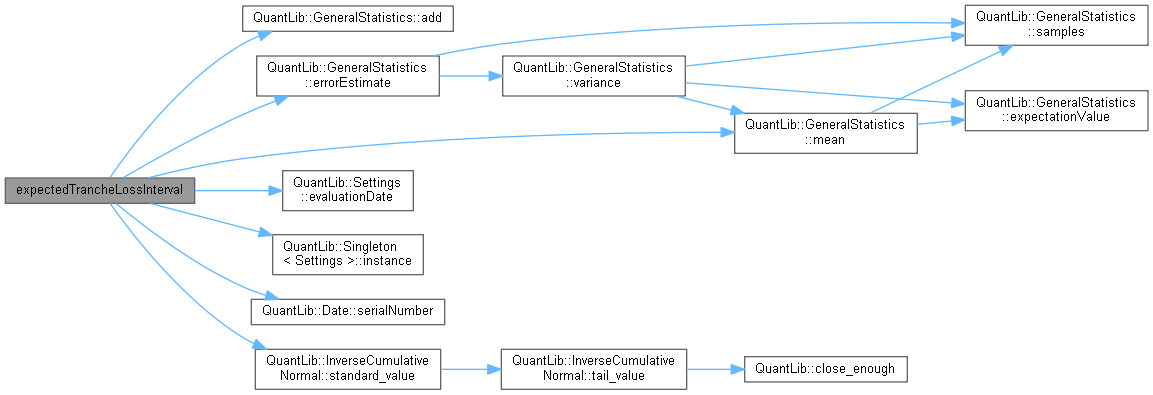 QuantLib::GeneralStatistics::add
QuantLib::GeneralStatistics
::samples
QuantLib::GeneralStatistics
::errorEstimate
QuantLib::GeneralStatistics
::variance
QuantLib::GeneralStatistics
::expectationValue
QuantLib::GeneralStatistics
::mean
expectedTrancheLossInterval
QuantLib::Settings
::evaluationDate
QuantLib::Singleton
< Settings >::instance
QuantLib::Date::serialNumber
QuantLib::InverseCumulative
Normal::standard_value
QuantLib::InverseCumulative
Normal::tail_value
QuantLib::close_enough